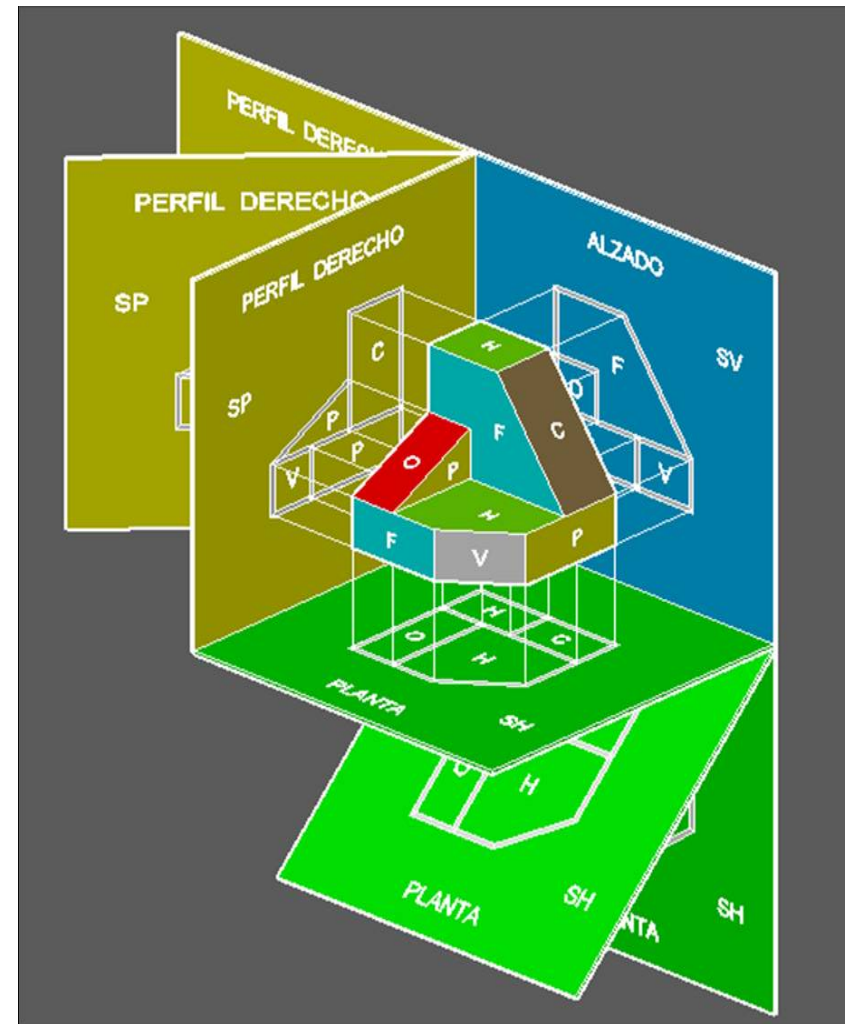 PERFIL DERECHO
PERFIL DERECHO
SP
PERFIL DERECHO
SP
ALZADO
SV
C
P
P
V
F
O
V
H
F
C
O
P
H
F
V
P
H
O
C
H
PLANTA
SH
O
H
PLANTA
SH
SH